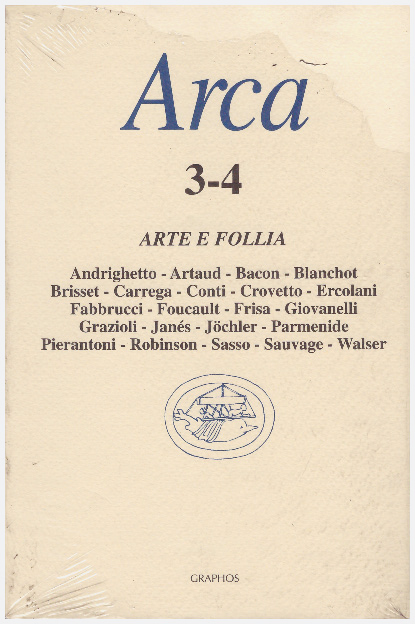 Arca
3-4
ARTE E FOLLIA
Andrighetto - Artaud - Bacon - Blanchot
Brisset - Carrega - Conti - Crovetto - Ercolani
Fabbrucci - Foucault - Frisa - Giovanelli
Grazioli - Janés - Jöchler - Parmenide
Pierantoni - Robinson - Sasso - Sauvage - Walser
GRAPHOS